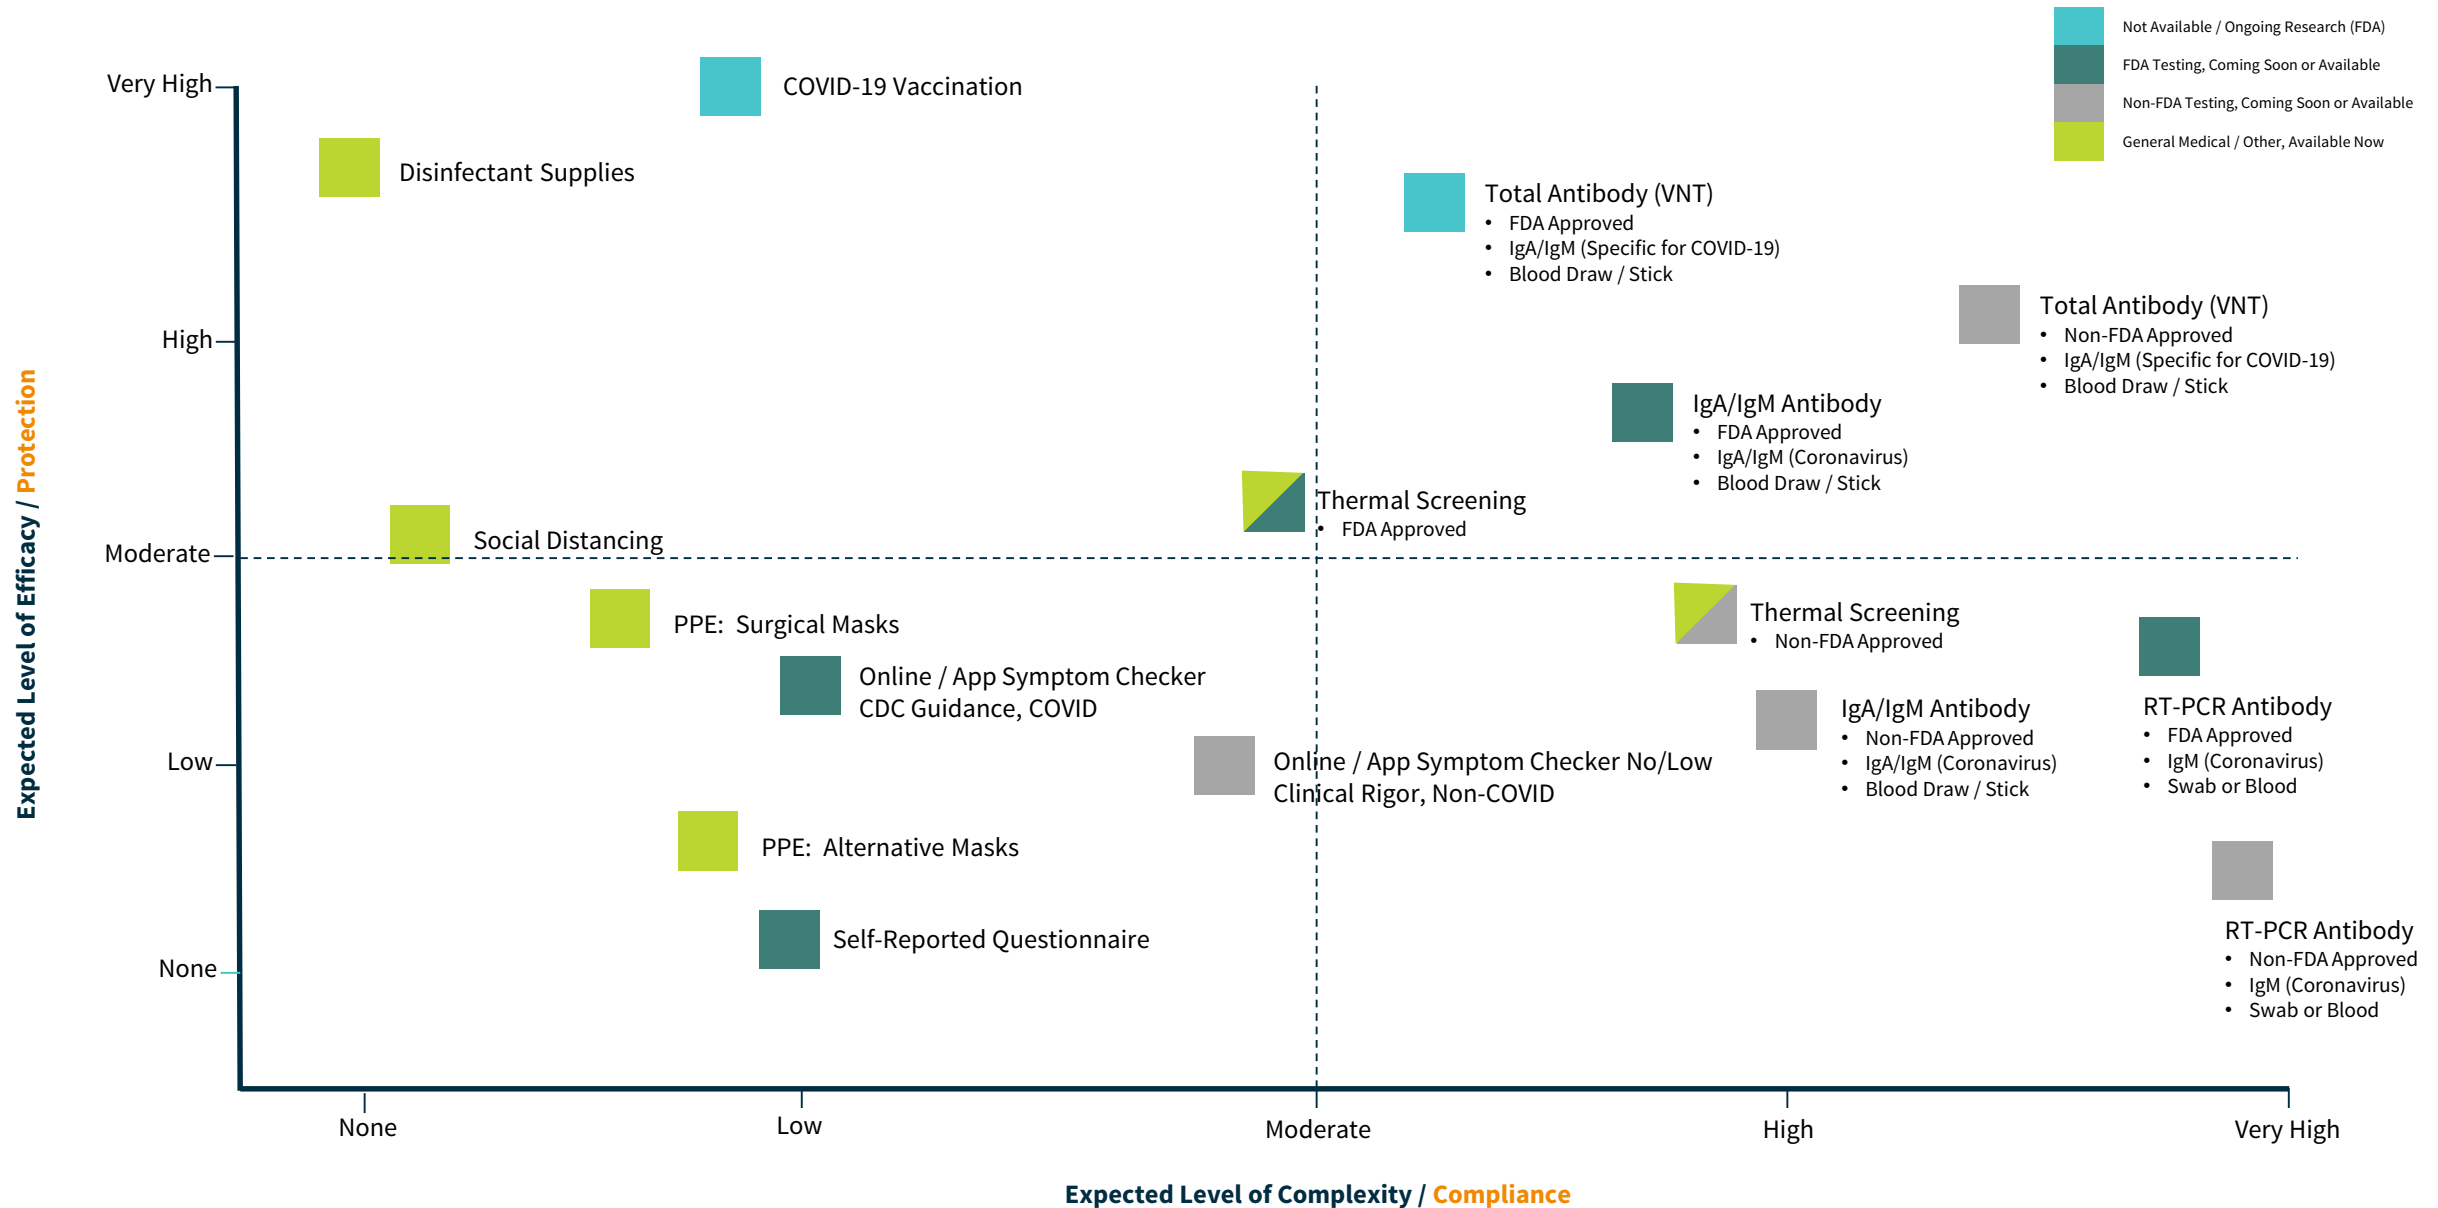 Not Available / Ongoing Research (FDA)
FDA Testing, Coming Soon or Available
Non-FDA Testing, Coming Soon or Available
General Medical / Other, Available Now
Expected Level of Efficacy / Protection
Very High
High
Moderate
Low
None
COVID-19 Vaccination
Disinfectant Supplies
Total Antibody (VNT)
• FDA Approved
• IgA/IgM (Specific for COVID-19)
• Blood Draw / Stick
Total Antibody (VNT)
• Non-FDA Approved
• IgA/IgM (Specific for COVID-19)
• Blood Draw / Stick
IgA/IgM Antibody
• FDA Approved
• IgA/IgM (Coronavirus)
• Blood Draw / Stick
Thermal Screening
• FDA Approved
Social Distancing
PPE:  Surgical Masks
Thermal Screening
• Non-FDA Approved
Online / App Symptom Checker
CDC Guidance, COVID
IgA/IgM Antibody
• Non-FDA Approved
• IgA/IgM (Coronavirus)
• Blood Draw / Stick
RT-PCR Antibody
• FDA Approved
• IgM (Coronavirus)
• Swab or Blood
Online / App Symptom Checker No/Low
Clinical Rigor, Non-COVID
PPE:  Alternative Masks
Self-Reported Questionnaire
RT-PCR Antibody
• Non-FDA Approved
• IgM (Coronavirus)
• Swab or Blood
None
Low
Moderate
High
Very High
Expected Level of Complexity / Compliance